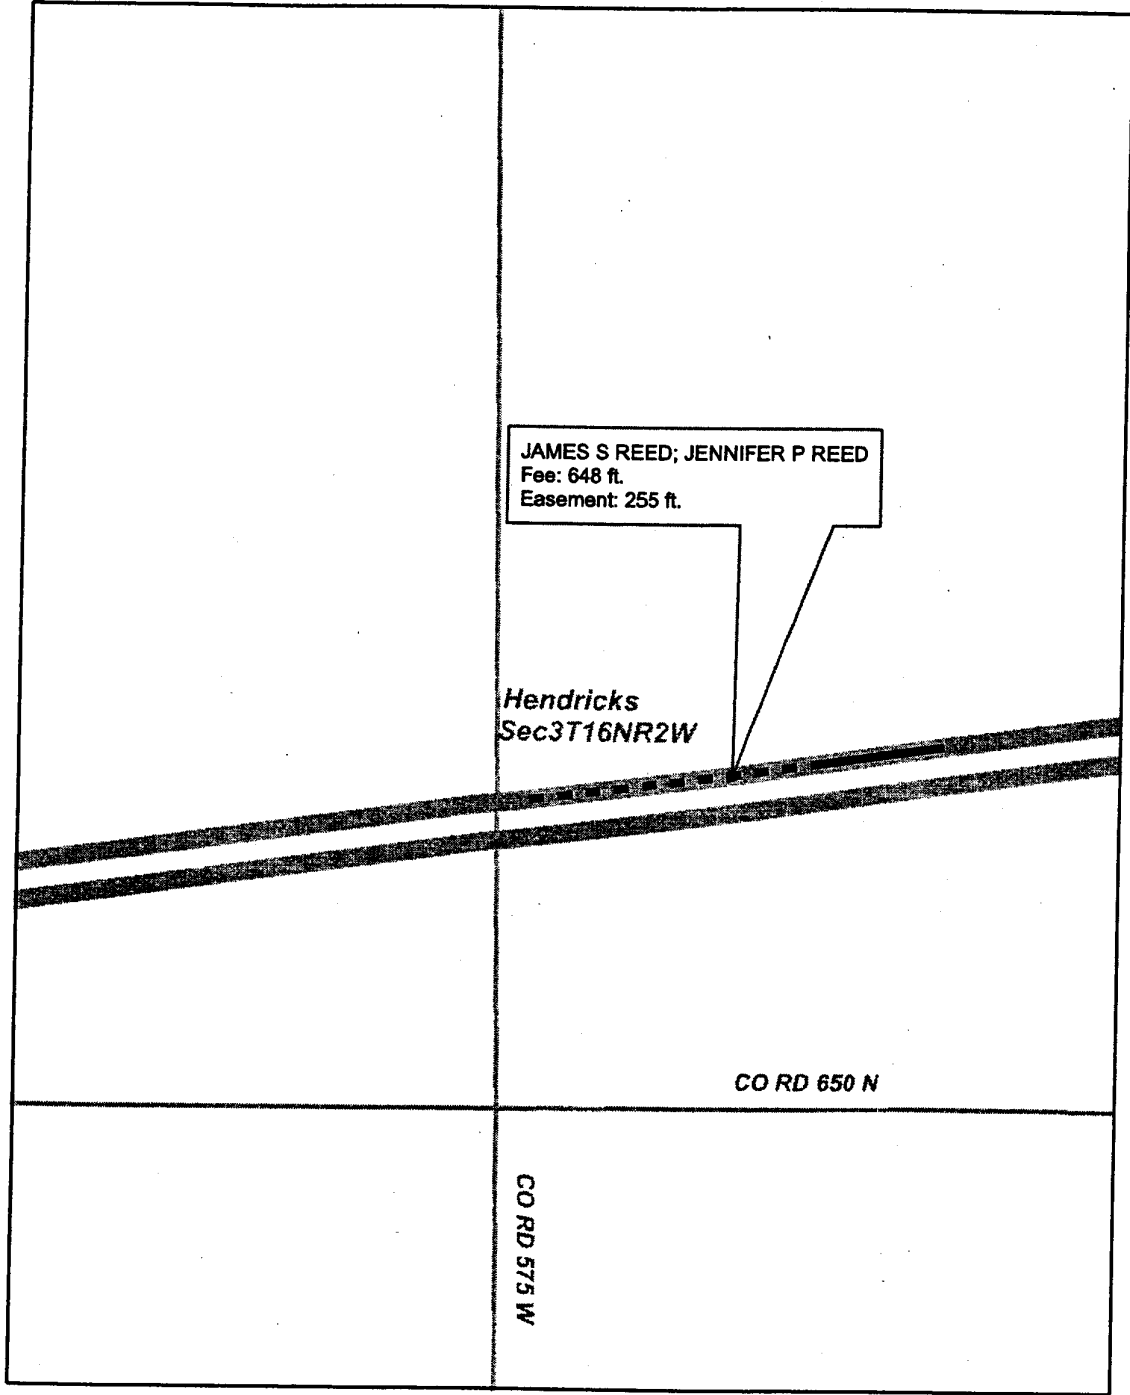 JAMES S REED; JENNIFER P REED
Fee: 648 ft.
Easement: 255 ft.
Hendricks
Sec3T16NR2W
CO RD 650 N
CO RD 575 W